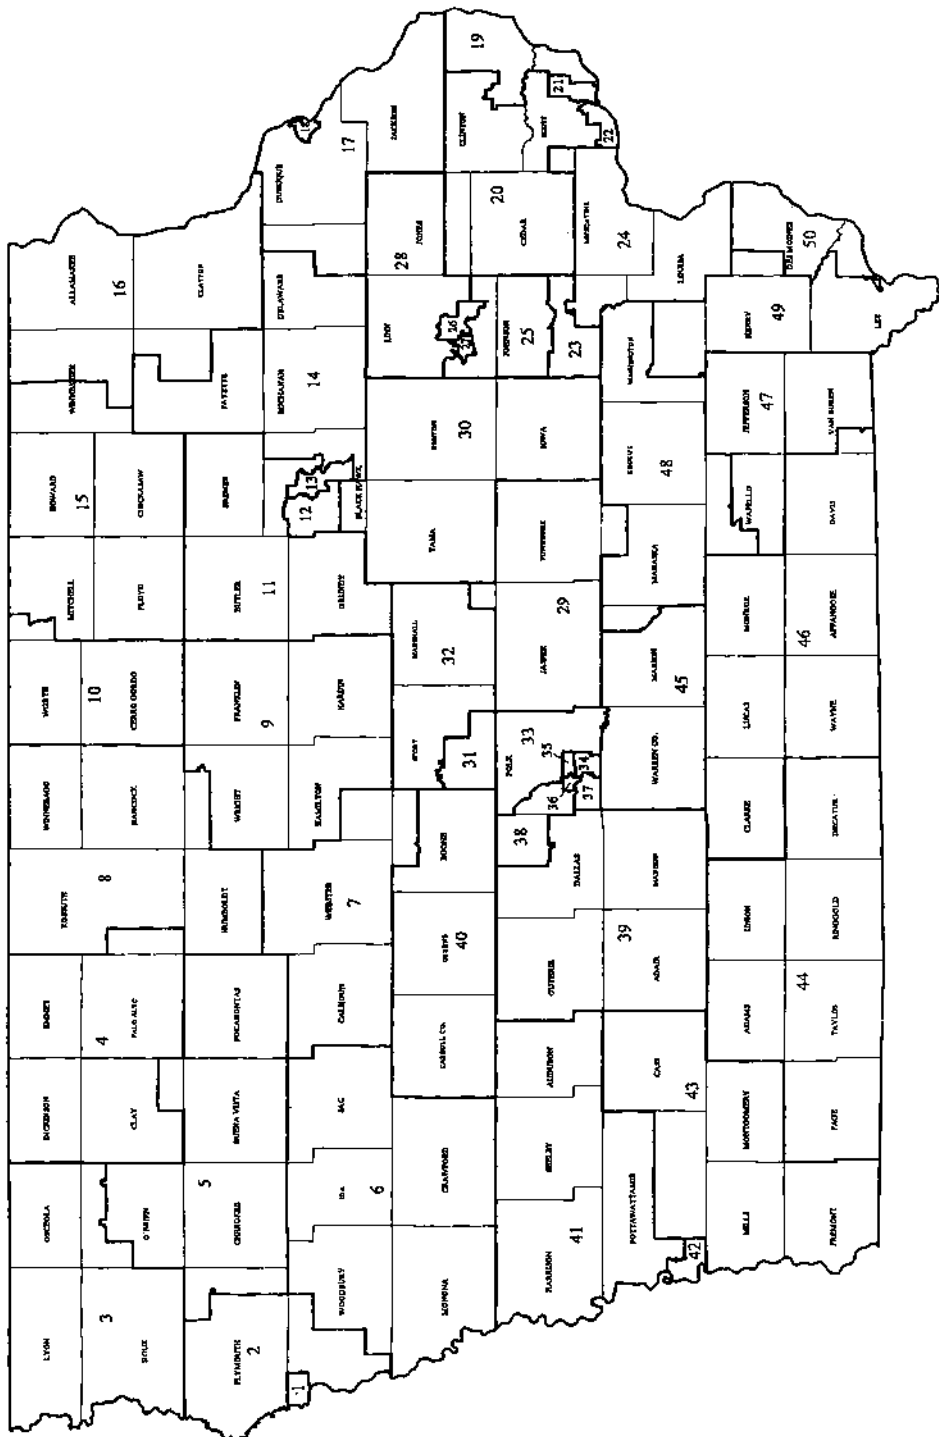 LYON
OSCEOLA
DICKINSON
EMMET
KOSSUTH
WINNEBAGO
WORTH
MITCHELL
HOWARD
WINNESHIEK
ALLAMAKEE
3
4
8
10
15
16
SIOUX
O'BRIEN
CLAY
PALO ALTO
HANCOCK
CERRO GORDO
FLOYD
CHICKASAW
CLAYTON
PLYMOUTH
2
CHEROKEE
5
BUENA VISTA
POCAHONTAS
HUMBOLDT
WRIGHT
FRANKLIN
9
BUTLER
11
BREMER
FAYETTE
1
WOODBURY
IDA
6
SAC
CALHOUN
WEBSTER
7
HAMILTON
HARDIN
GRUNDY
12
13
BLACK HAWK
BUCHANAN
14
DELAWARE
DUBUQUE
18
17
MONONA
CRAWFORD
CARROLL CO.
GREENE
40
BOONE
STORY
31
MARSHALL
32
TAMA
BENTON
30
LINN
26
27
JONES
28
JACKSON
HARRISON
41
SHELBY
AUDUBON
GUTHRIE
DALLAS
38
POLK
33
35
36
34
37
JASPER
29
POWESHIEK
IOWA
JOHNSON
25
23
CEDAR
20
CLINTON
19
SCOTT
21
22
POTTAWATTAMIE
42
CASS
43
ADAIR
39
MADISON
WARREN CO.
MARION
45
MAHASKA
KEOKUK
48
WASHINGTON
LOUISA
MUSCATINE
24
MILLS
MONTGOMERY
ADAMS
UNION
CLARKE
LUCAS
MONROE
WAPELLO
JEFFERSON
47
HENRY
49
DES MOINES
50
FREMONT
PAGE
TAYLOR
44
RINGGOLD
DECATUR
WAYNE
APPANOOSE
46
DAVIS
VAN BUREN
LEE